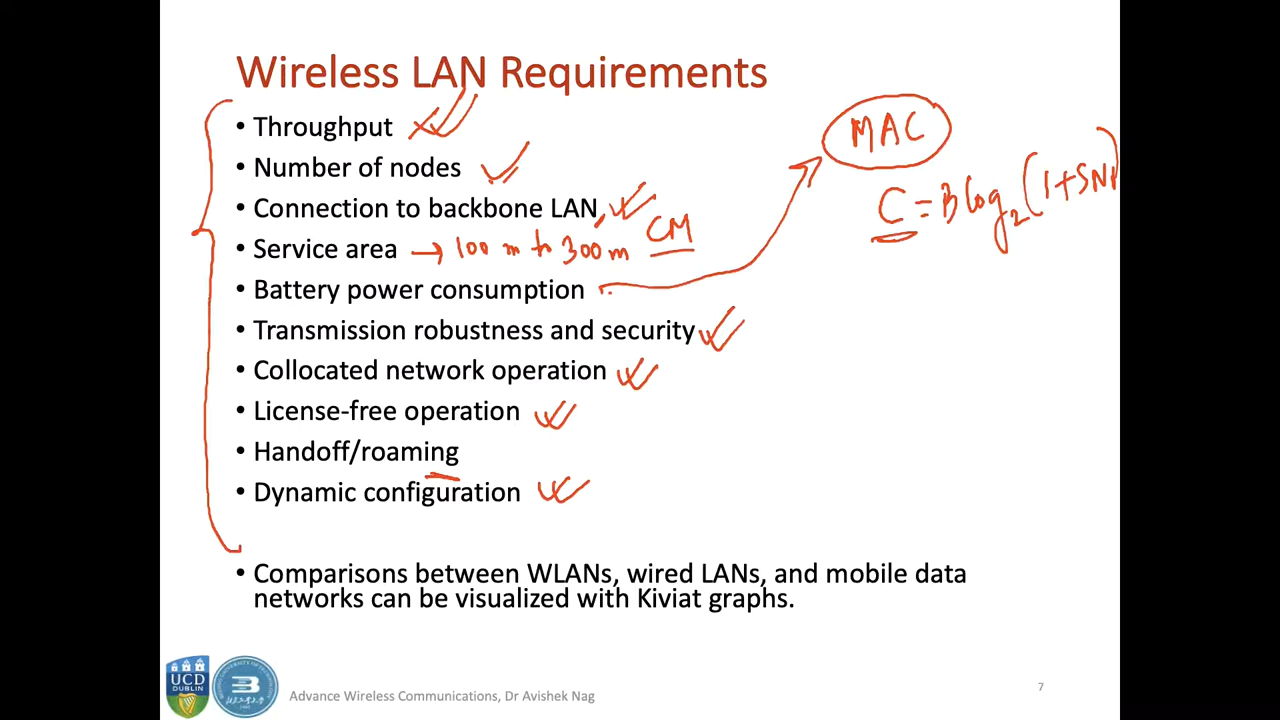 Wireless LAN Requirements
• Throughput
• Number of nodes
• Connection to backbone LAN
• Service area → 100 m to 300 m CM
• Battery power consumption
• Transmission robustness and security
• Collocated network operation
• License-free operation
• Handoff/roaming
• Dynamic configuration
MAC
C = B log₂ (1 + SNR)
• Comparisons between WLANs, wired LANs, and mobile data
networks can be visualized with Kiviat graphs.
UCD
DUBLIN
Advance Wireless Communications, Dr Avishek Nag
7